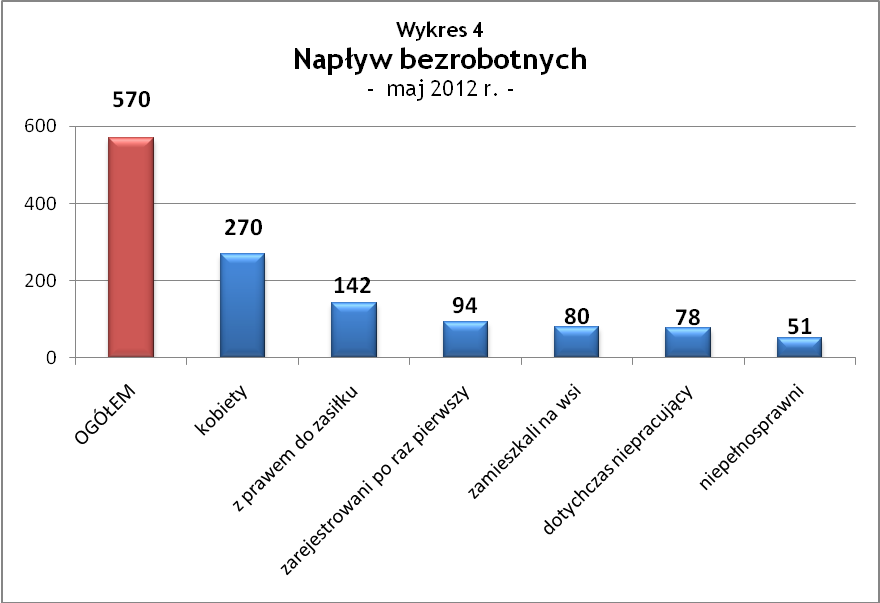 Wykres 4
Napływ bezrobotnych
- maj 2012 r. -
570
600
400
270
200
142
94
80
78
51
0
OGÓŁEM
kobiety
z prawem do zasiłku
zarejestrowani po raz pierwszy
zamieszkali na wsi
dotychczas niepracujący
niepełnosprawni